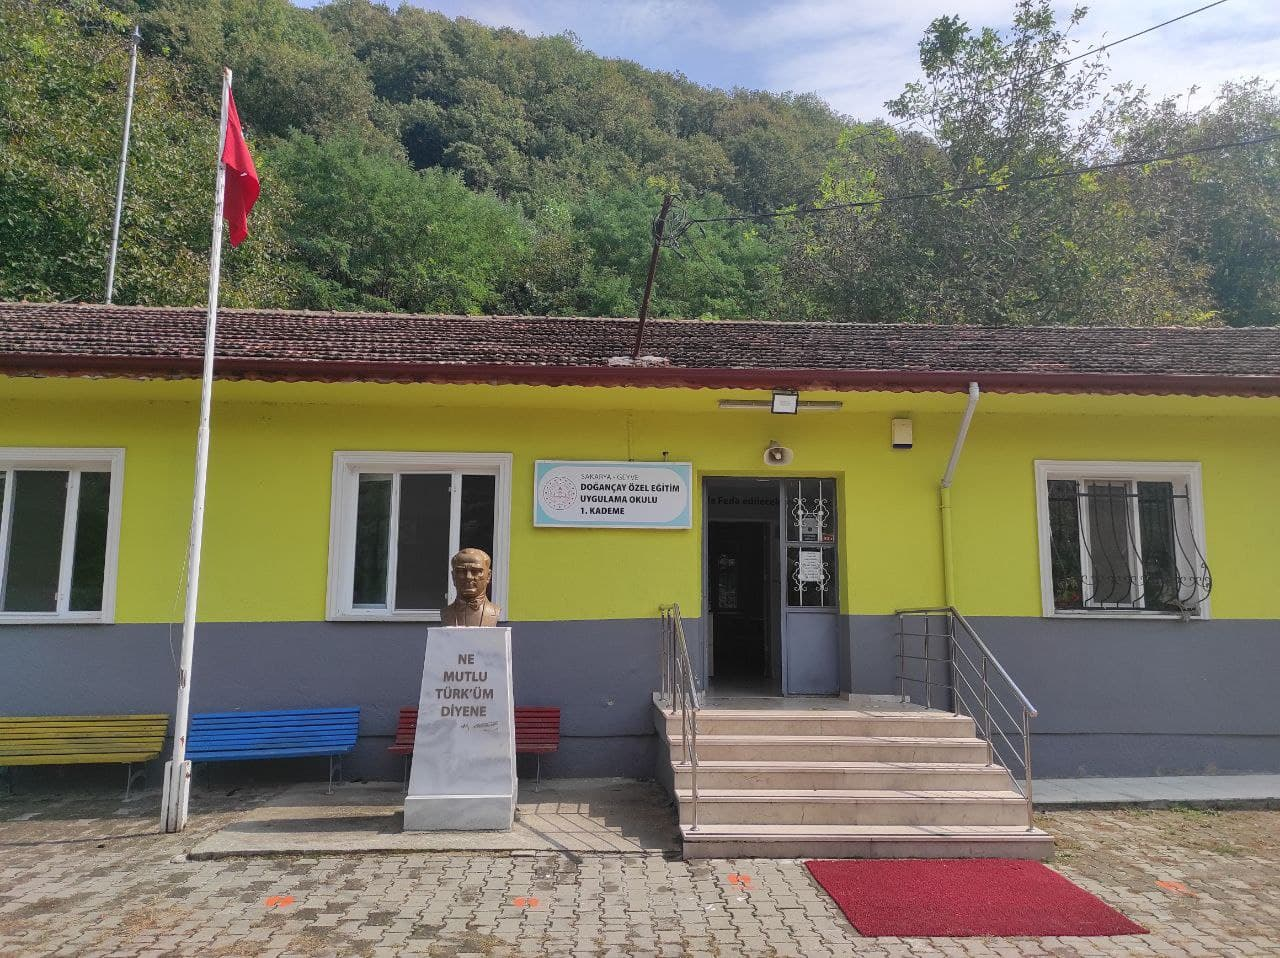 SAKARYA - GEYVE
DOĞANÇAY ÖZEL EĞİTİM
UYGULAMA OKULU
1. KADEME
NE
MUTLU
TÜRK'ÜM
DİYENE